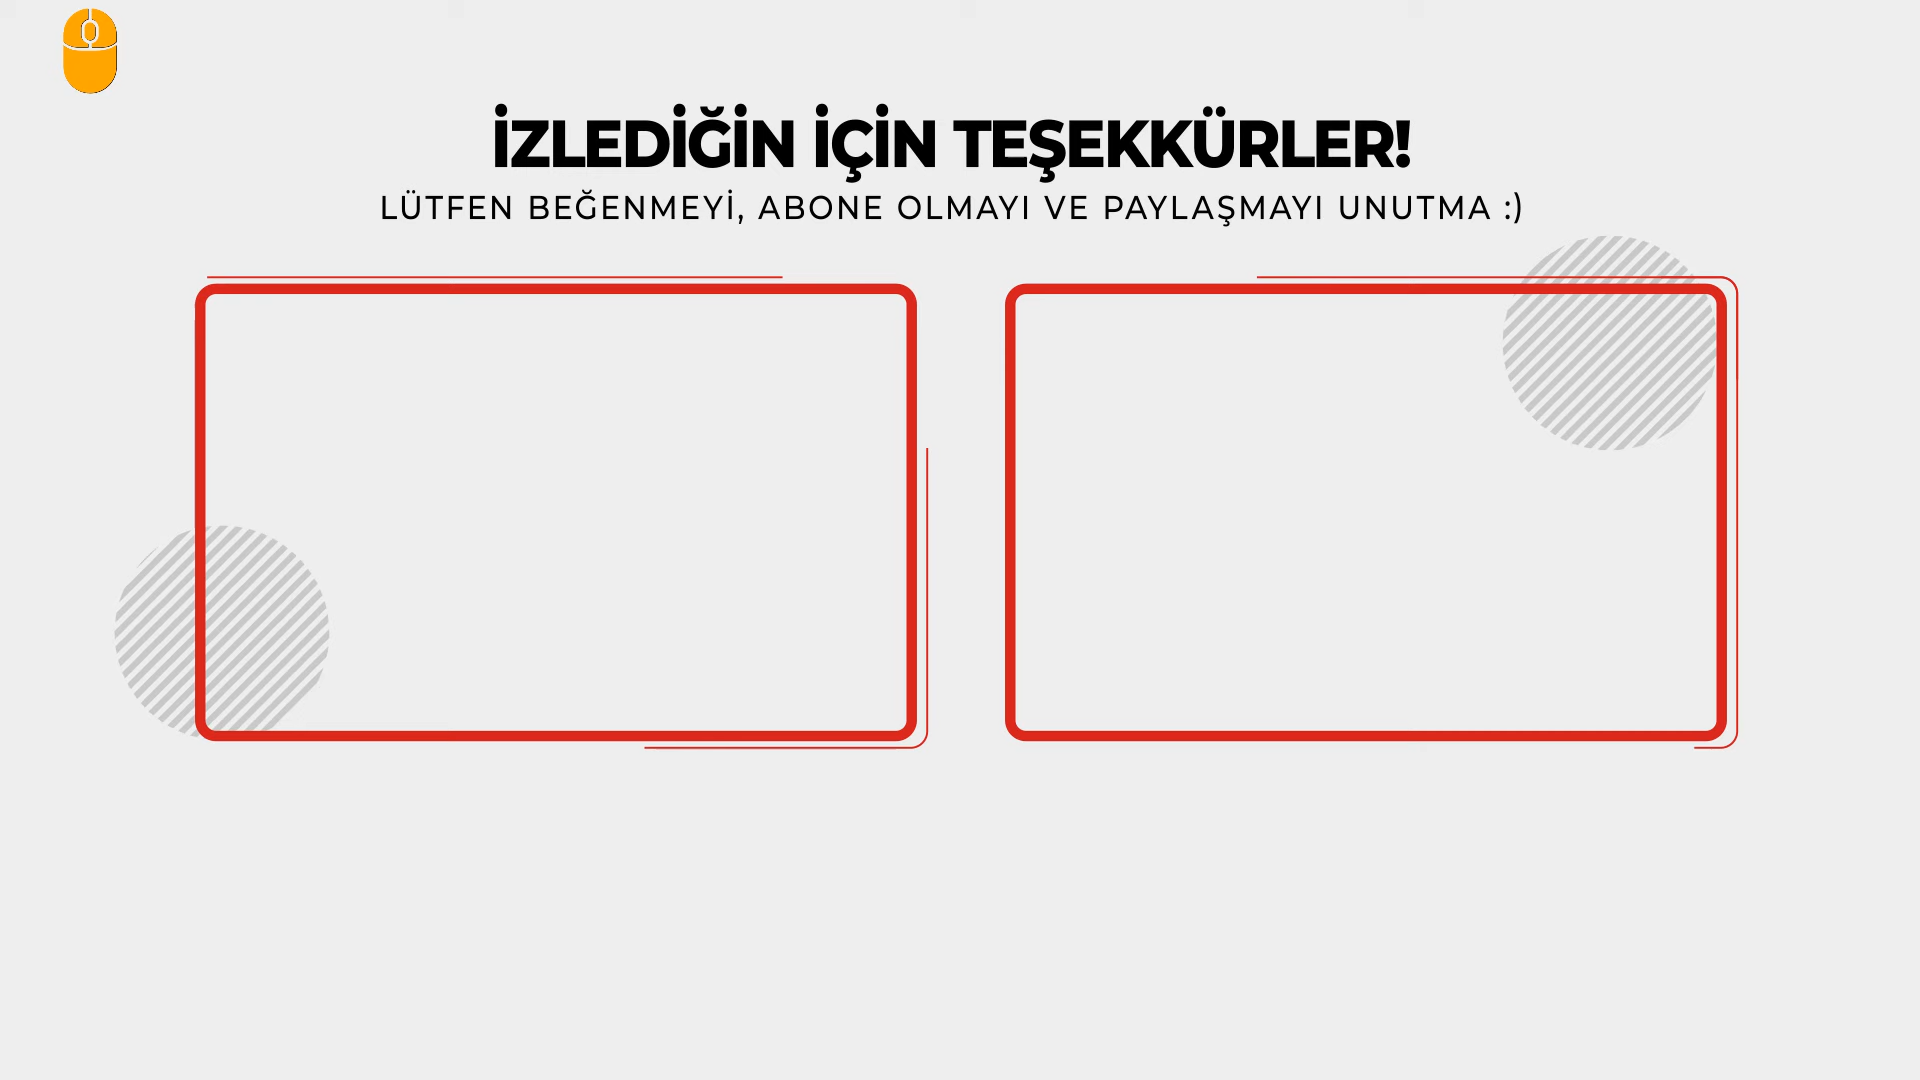 İZLEDİĞİN İÇİN TEŞEKKÜRLER!
LÜTFEN BEĞENMEYİ, ABONE OLMAYI VE PAYLAŞMAYI UNUTMA :)